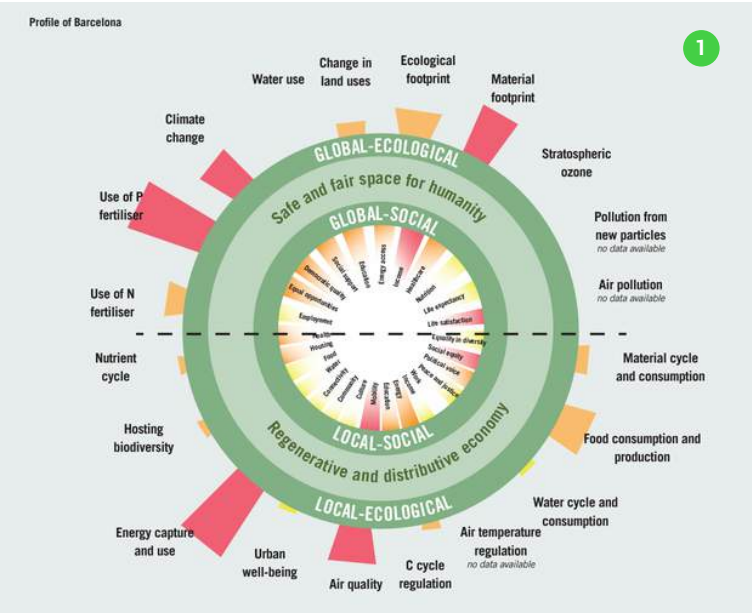 Profile of Barcelona
1
Water use
Change in
land uses
Ecological
footprint
Material
footprint
Climate
change
Stratospheric
ozone
Use of P
fertiliser
Pollution from
new particles
no data available
Air pollution
no data available
Use of N
fertiliser
GLOBAL-ECOLOGICAL
Safe and fair space for humanity
GLOBAL-SOCIAL
Equal opportunities
Democratic quality
Social support
Education
Energy access
Income
Healthcare
Nutrition
Life expectancy
Life satisfaction
Employment
Health
Housing
Food
Water
Connectivity
Community
Culture
Mobility
Education
Energy
Income
Work
Peace and justice
Political voice
Social equity
Equality in diversity
LOCAL-SOCIAL
Regenerative and distributive economy
LOCAL-ECOLOGICAL
Nutrient
cycle
Material cycle
and consumption
Hosting
biodiversity
Food consumption and
production
Energy capture
and use
Water cycle and
consumption
Urban
well-being
Air quality
C cycle
regulation
Air temperature
regulation
no data available